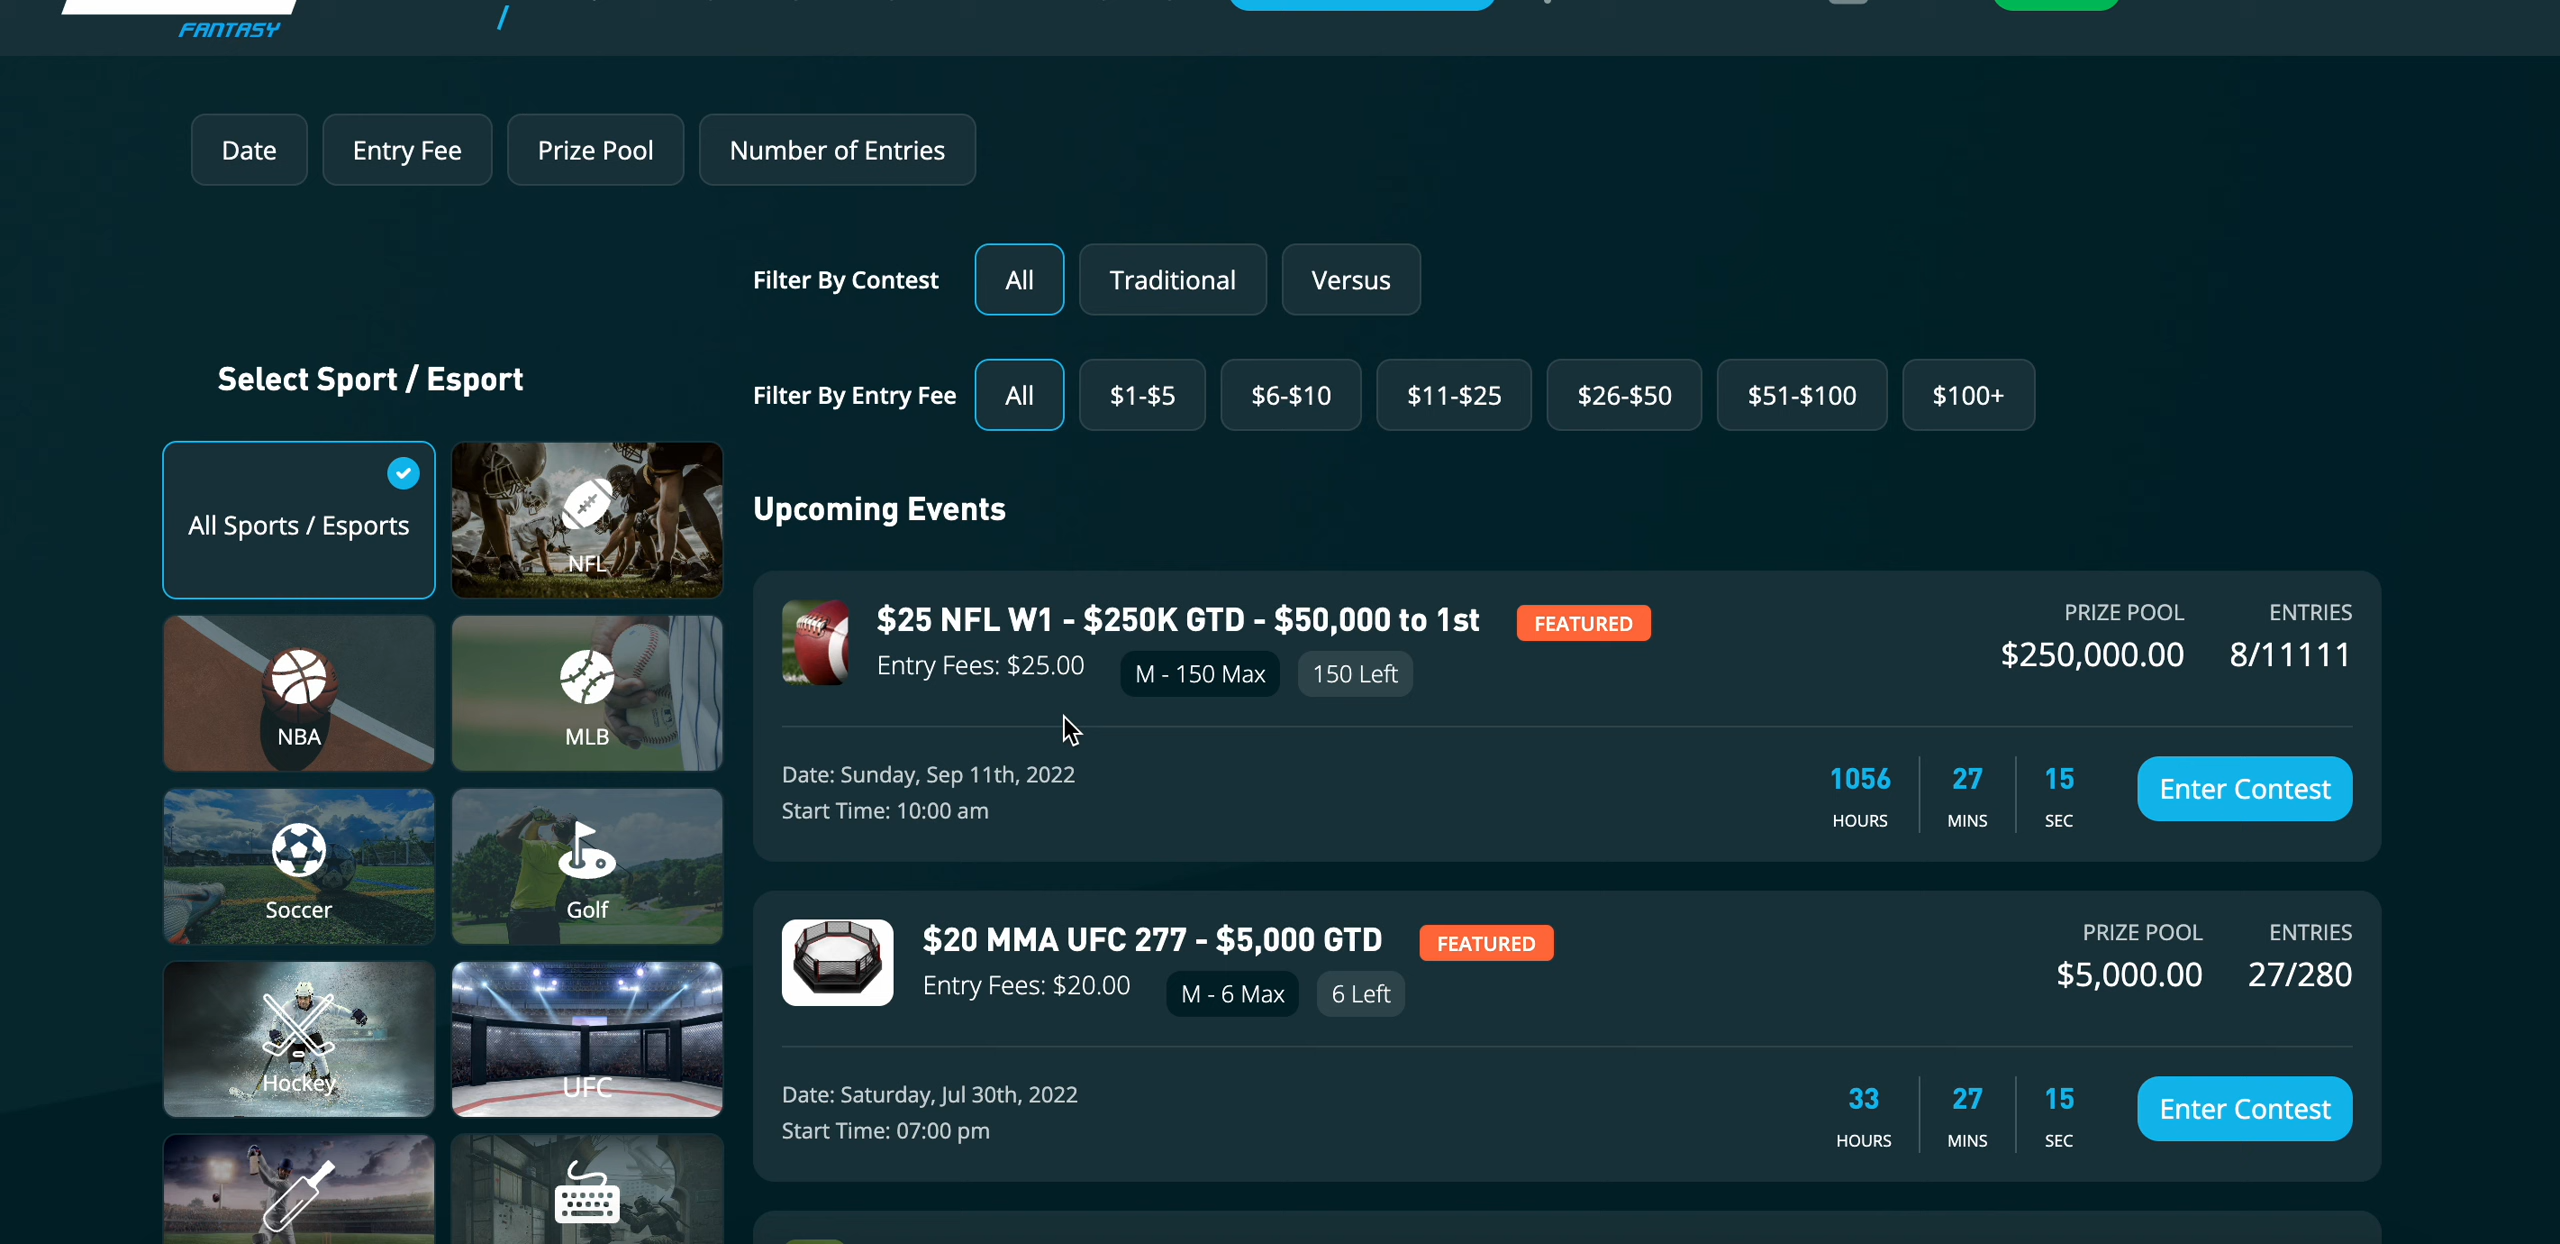 FANTASY
Date
Entry Fee
Prize Pool
Number of Entries
Filter By Contest
All
Traditional
Versus
Select Sport / Esport
Filter By Entry Fee
All
$1-$5
$6-$10
$11-$25
$26-$50
$51-$100
$100+
All Sports / Esports
NFL
NBA
MLB
Soccer
Golf
Hockey
UFC
Upcoming Events
$25 NFL W1 - $250K GTD - $50,000 to 1st
FEATURED
Entry Fees: $25.00
M - 150 Max
150 Left
PRIZE POOL
$250,000.00
ENTRIES
8/11111
Date: Sunday, Sep 11th, 2022
Start Time: 10:00 am
1056
HOURS
27
MINS
15
SEC
Enter Contest
$20 MMA UFC 277 - $5,000 GTD
FEATURED
Entry Fees: $20.00
M - 6 Max
6 Left
PRIZE POOL
$5,000.00
ENTRIES
27/280
Date: Saturday, Jul 30th, 2022
Start Time: 07:00 pm
33
HOURS
27
MINS
15
SEC
Enter Contest